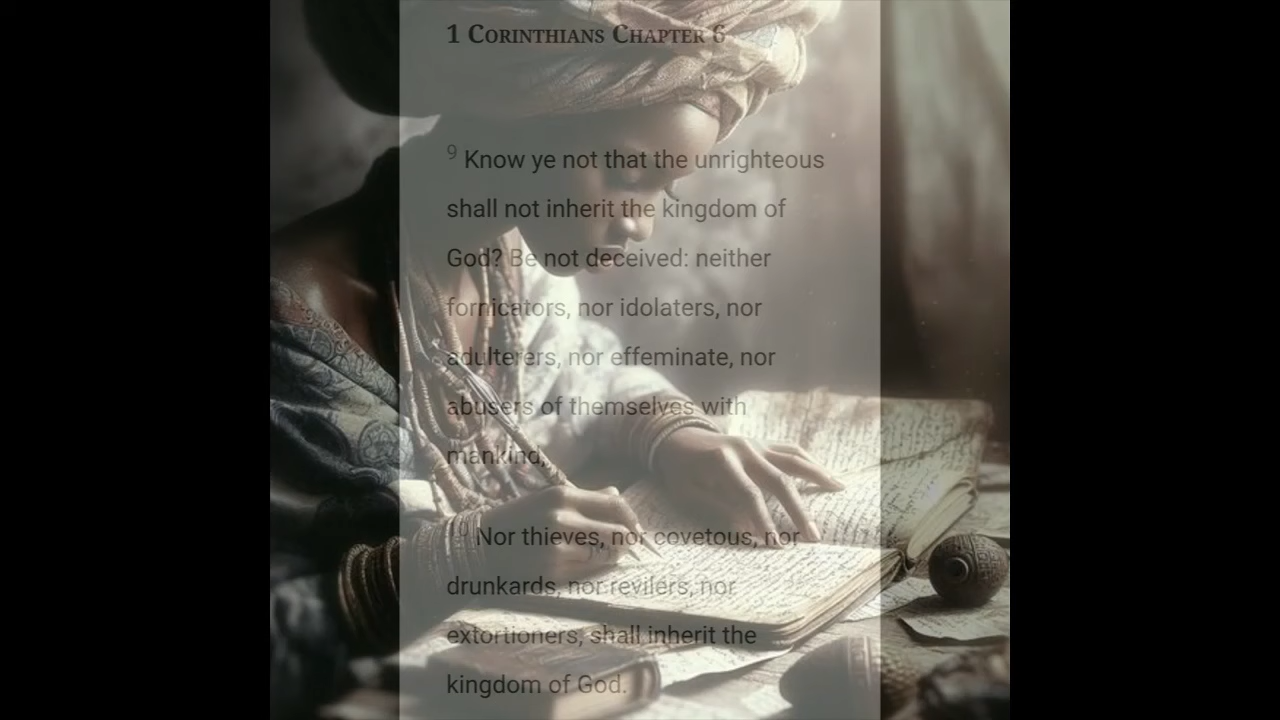 1 Corinthians Chapter 6
9 Know ye not that the unrighteous
shall not inherit the kingdom of
God? Be not deceived: neither
fornicators, nor idolaters, nor
adulterers, nor effeminate, nor
abusers of themselves with
mankind,
10 Nor thieves, nor covetous, nor
drunkards, nor revilers, nor
extortioners, shall inherit the
kingdom of God.